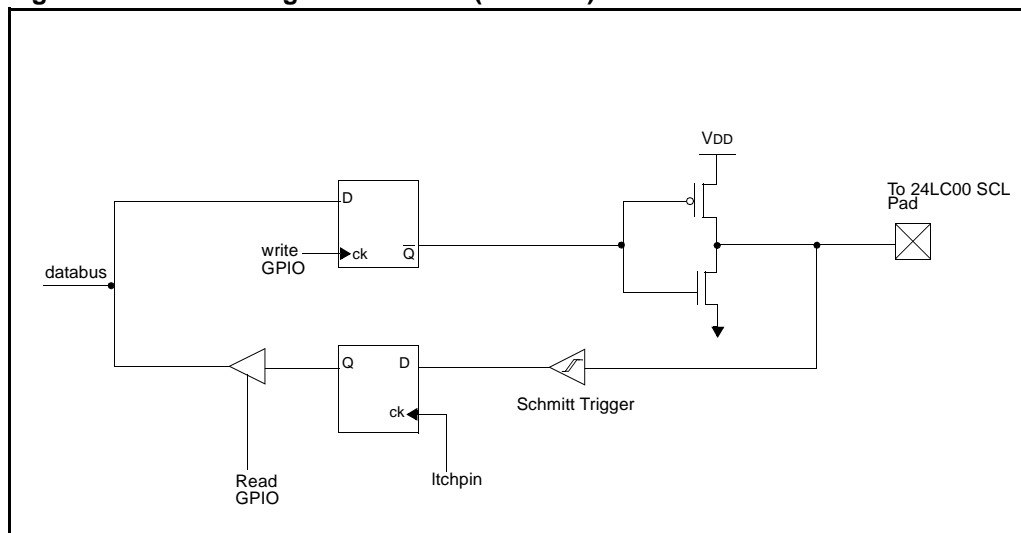 VDD
To 24LC00 SCL
Pad
D
write
GPIO
ck
Q
databus
Q
D
ck
Schmitt Trigger
Read
GPIO
ltchpin